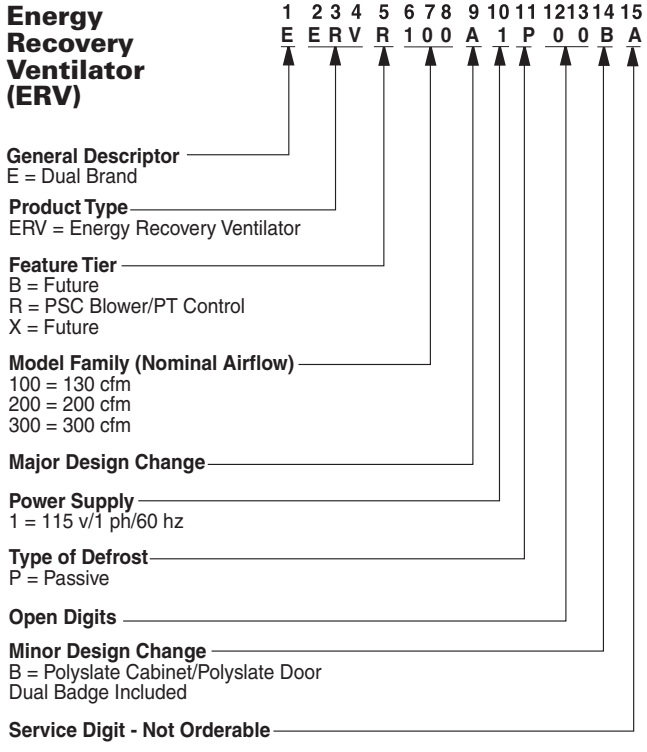 Energy
Recovery
Ventilator
(ERV)
1 2 3 4 5 6 7 8 9 10 11 12 13 14 15
E E R V R 1 0 0 A 1 P 0 0 B A
General Descriptor
E = Dual Brand
Product Type
ERV = Energy Recovery Ventilator
Feature Tier
B = Future
R = PSC Blower/PT Control
X = Future
Model Family (Nominal Airflow)
100 = 130 cfm
200 = 200 cfm
300 = 300 cfm
Major Design Change
Power Supply
1 = 115 v/1 ph/60 hz
Type of Defrost
P = Passive
Open Digits
Minor Design Change
B = Polyslate Cabinet/Polyslate Door
Dual Badge Included
Service Digit - Not Orderable